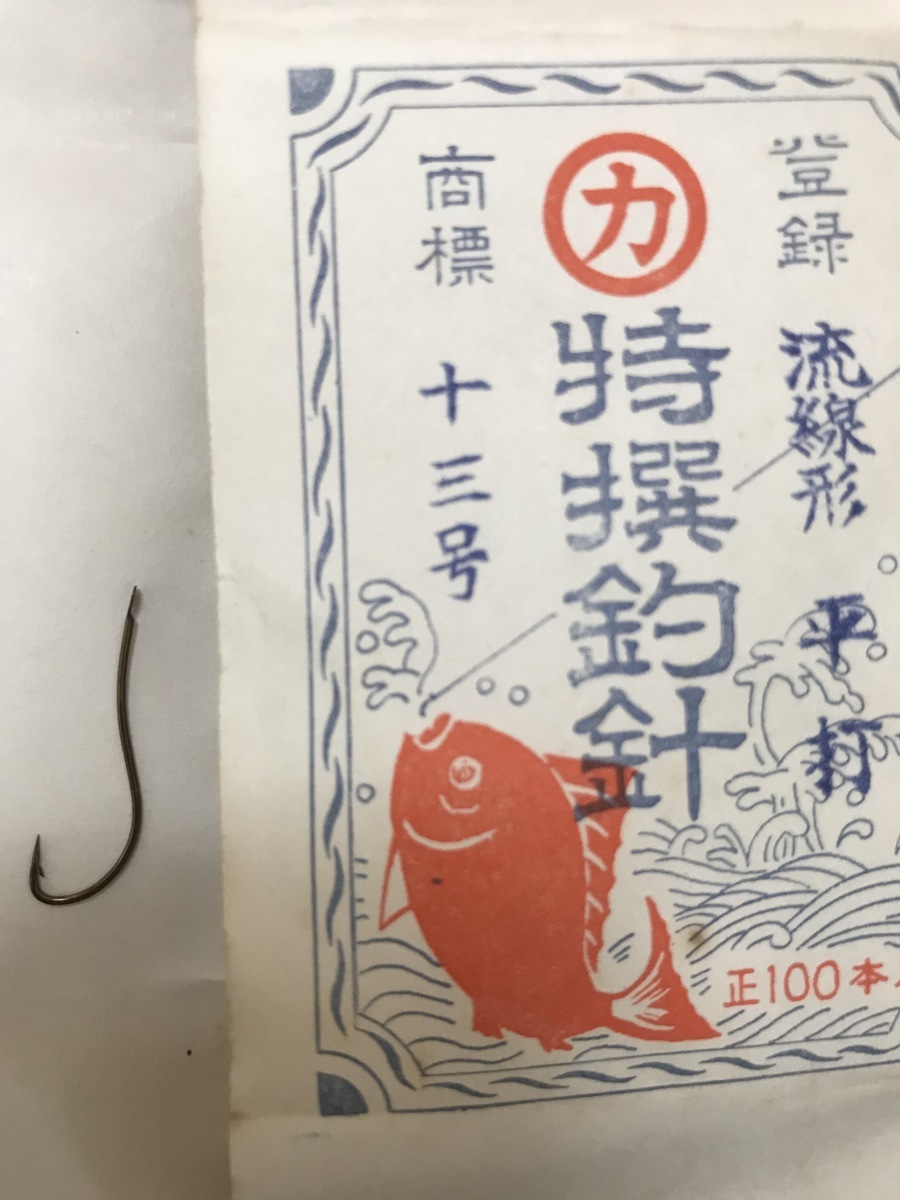 登録
流線形 平打
カ
特撰釣針
商標
十三号
正100本